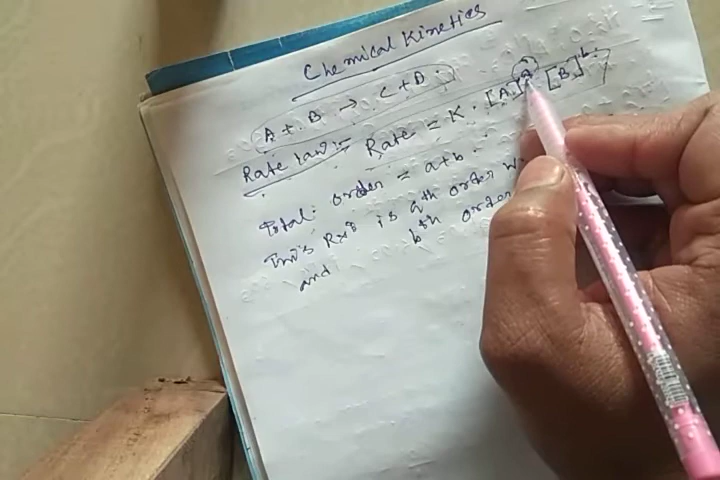 Chemical Kinetics
A + B → C + D.
Rate law:- Rate = K. [A]a [B]b.
Total order = a+b.
This Rxn is ath order w
and bth order